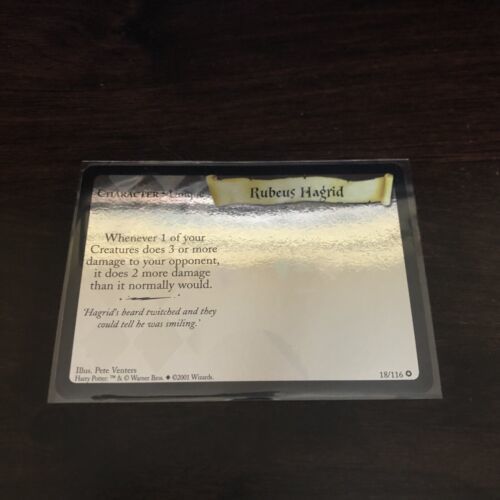 CHARACTER • Unique
Rubeus Hagrid
Whenever 1 of your
Creatures does 3 or more
damage to your opponent,
it does 2 more damage
than it normally would.
'Hagrid's beard twitched and they
could tell he was smiling.'
Illus. Pete Venters
Harry Potter: ™ & © Warner Bros. ♦ ©2001 Wizards.
18/116